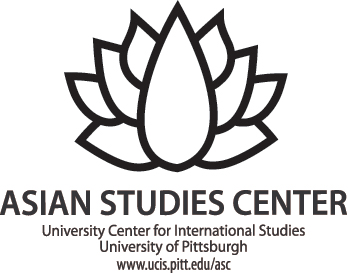 ASIAN STUDIES CENTER
University Center for International Studies
University of Pittsburgh
www.ucis.pitt.edu/asc